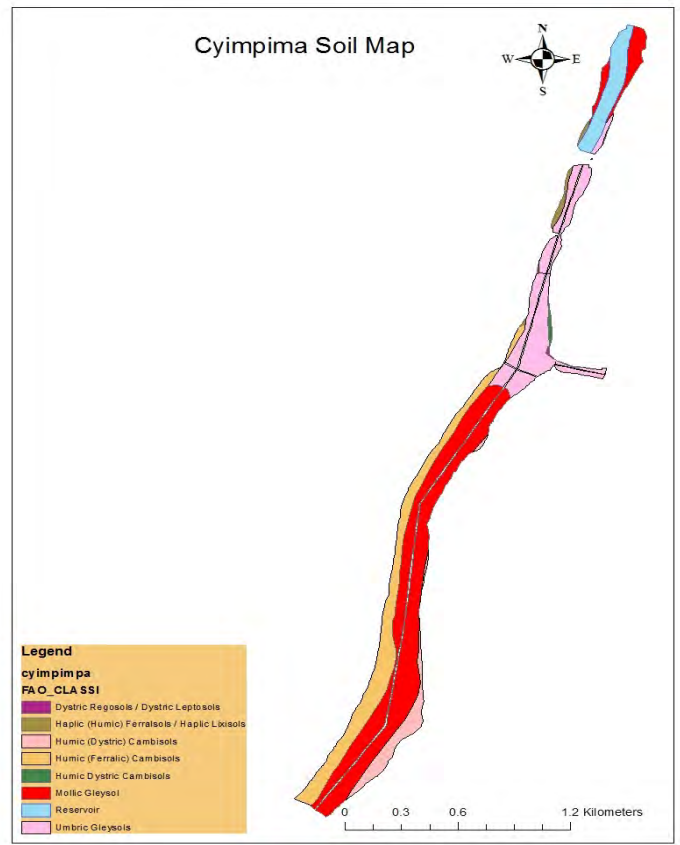 Cyimpima Soil Map
N
W E
S
Legend
cyimpimpa
FAO_CLASSI
Dystric Regosols / Dystric Leptosols
Haplic (Humic) Ferralsols / Haplic Lixisols
Humic (Dystric) Cambisols
Humic (Ferralic) Cambisols
Humic Dystric Cambisols
Mollic Gleysol
Reservoir
Umbric Gleysols
0 0.3 0.6 1.2 Kilometers